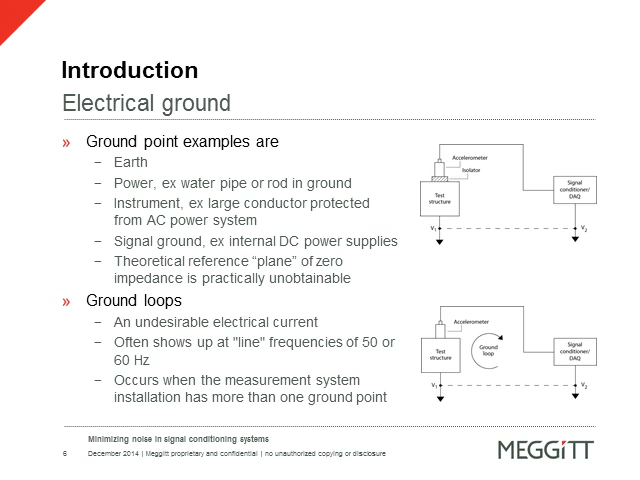 Introduction
Electrical ground
» Ground point examples are
– Earth
– Power, ex water pipe or rod in ground
– Instrument, ex large conductor protected
from AC power system
– Signal ground, ex internal DC power supplies
– Theoretical reference “plane” of zero
impedance is practically unobtainable
» Ground loops
– An undesirable electrical current
– Often shows up at "line" frequencies of 50 or
60 Hz
– Occurs when the measurement system
installation has more than one ground point
Accelerometer
Isolator
Test
structure
Signal
conditioner/
DAQ
V1
V2
Accelerometer
Ground
loop
Test
structure
Signal
conditioner/
DAQ
V1
V2
Minimizing noise in signal conditioning systems
6 December 2014 | Meggitt proprietary and confidential | no unauthorized copying or disclosure
MEGGiTT